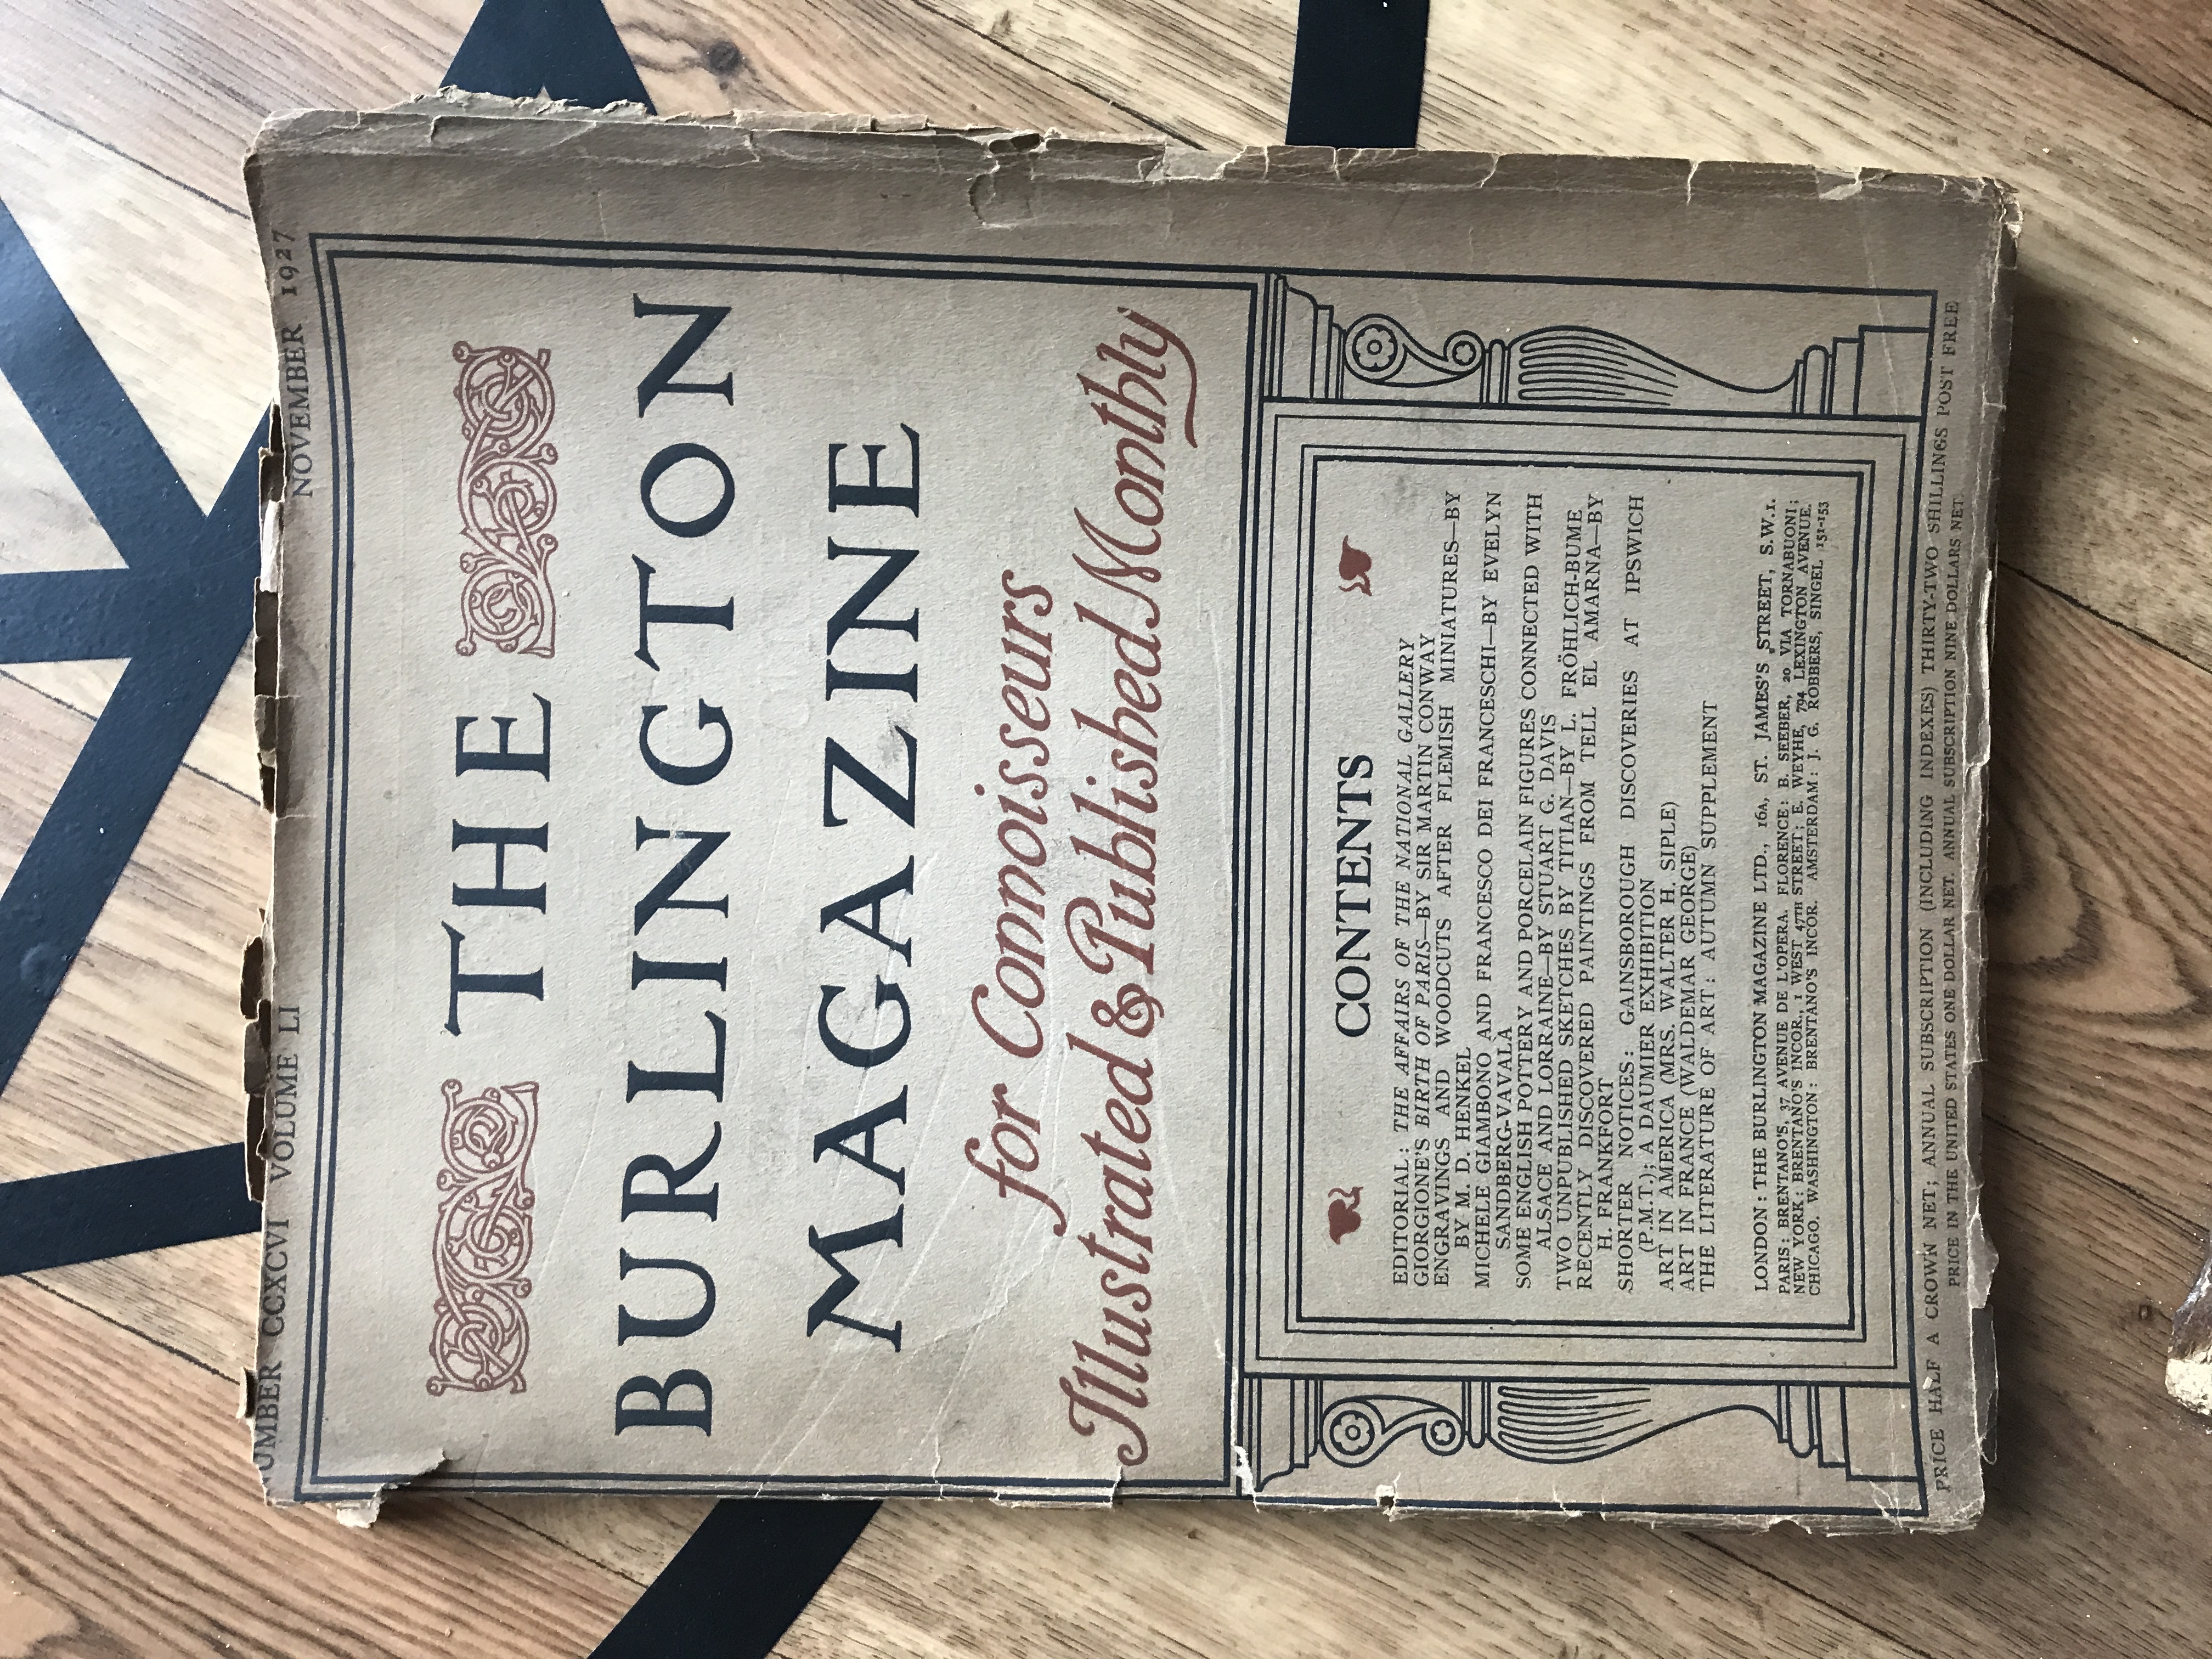 NUMBER CCXCVI VOLUME LI NOVEMBER 1927
THE
BURLINGTON
MAGAZINE
for Connoisseurs
Illustrated & Published Monthly
CONTENTS
EDITORIAL: THE AFFAIRS OF THE NATIONAL GALLERY
GIORGIONE'S BIRTH OF PARIS—BY SIR MARTIN CONWAY
ENGRAVINGS AND WOODCUTS AFTER FLEMISH MINIATURES—BY
BY M. D. HENKEL
MICHELE GIAMBONO AND FRANCESCO DEI FRANCESCHI—BY EVELYN
SANDBERG-VAVALA
SOME ENGLISH POTTERY AND PORCELAIN FIGURES CONNECTED WITH
ALSACE AND LORRAINE—BY STUART G. DAVIS
TWO UNPUBLISHED SKETCHES BY TITIAN—BY L. FRÖHLICH-BUME
RECENTLY DISCOVERED PAINTINGS FROM TELL EL AMARNA—BY
H. FRANKFORT
SHORTER NOTICES: GAINSBOROUGH DISCOVERIES AT IPSWICH
(P.M.T.); A DAUMIER EXHIBITION
ART IN AMERICA (MRS. WALTER H. SIPLE)
ART IN FRANCE (WALDEMAR GEORGE)
THE LITERATURE OF ART: AUTUMN SUPPLEMENT
LONDON: THE BURLINGTON MAGAZINE LTD., 16A, ST. JAMES'S STREET, S.W.1.
PARIS: BRENTANO'S, 37 AVENUE DE L'OPERA. FLORENCE: B. SEEBER, 20 VIA TORNABUONI;
NEW YORK: BRENTANO'S INCOR., 1 WEST 47TH STREET; E. WEYHE, 794 LEXINGTON AVENUE.
CHICAGO. WASHINGTON: BRENTANO'S INCOR. AMSTERDAM: J. G. ROBBERS, SINGEL 151-153
PRICE HALF A CROWN NET; ANNUAL SUBSCRIPTION (INCLUDING INDEXES) THIRTY-TWO SHILLINGS POST FREE
PRICE IN THE UNITED STATES ONE DOLLAR NET. ANNUAL SUBSCRIPTION NINE DOLLARS NET.